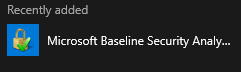 Recently added
Microsoft Baseline Security Analy...